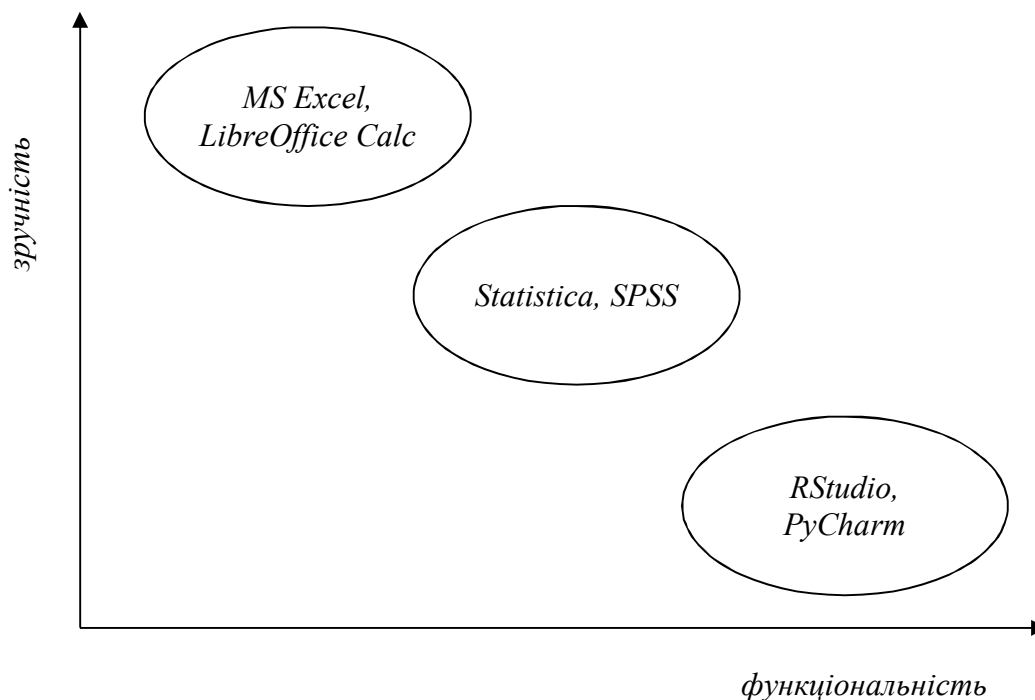 MS Excel,
LibreOffice Calc
зручність
Statistica, SPSS
RStudio,
PyCharm
функціональність